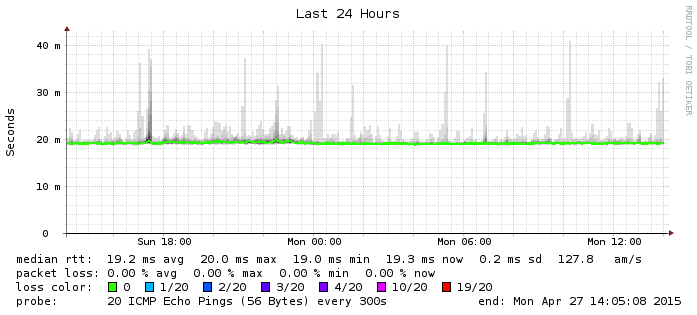 Last 24 Hours
RRDTOOL / TOBI OETIKER
Seconds
40 m
30 m
20 m
10 m
0
Sun 18:00 Mon 00:00 Mon 06:00 Mon 12:00
median rtt: 19.2 ms avg 20.0 ms max 19.0 ms min 19.3 ms now 0.2 ms sd 127.8 am/s
packet loss: 0.00 % avg 0.00 % max 0.00 % min 0.00 % now
loss color: 0 1/20 2/20 3/20 4/20 10/20 19/20
probe: 20 ICMP Echo Pings (56 Bytes) every 300s end: Mon Apr 27 14:05:08 2015